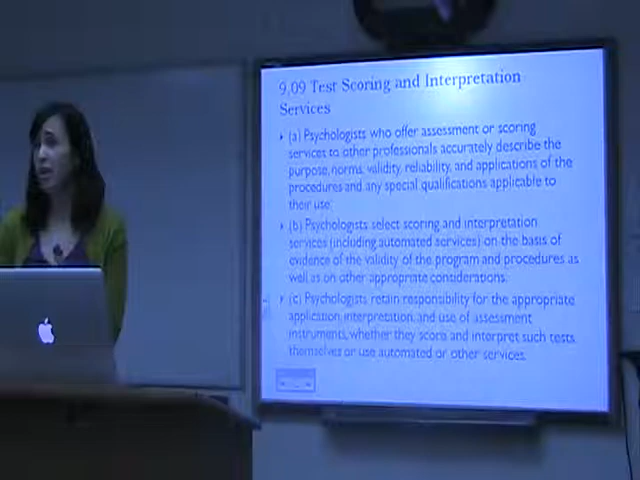 9.09 Test Scoring and Interpretation
Services
(a) Psychologists who offer assessment or scoring
services to other professionals accurately describe the
purpose, norms, validity, reliability, and applications of the
procedures and any special qualifications applicable to
their use.
(b) Psychologists select scoring and interpretation
services (including automated services) on the basis of
evidence of the validity of the program and procedures as
well as on other appropriate considerations.
(c) Psychologists retain responsibility for the appropriate
application, interpretation, and use of assessment
instruments, whether they score and interpret such tests
themselves or use automated or other services.